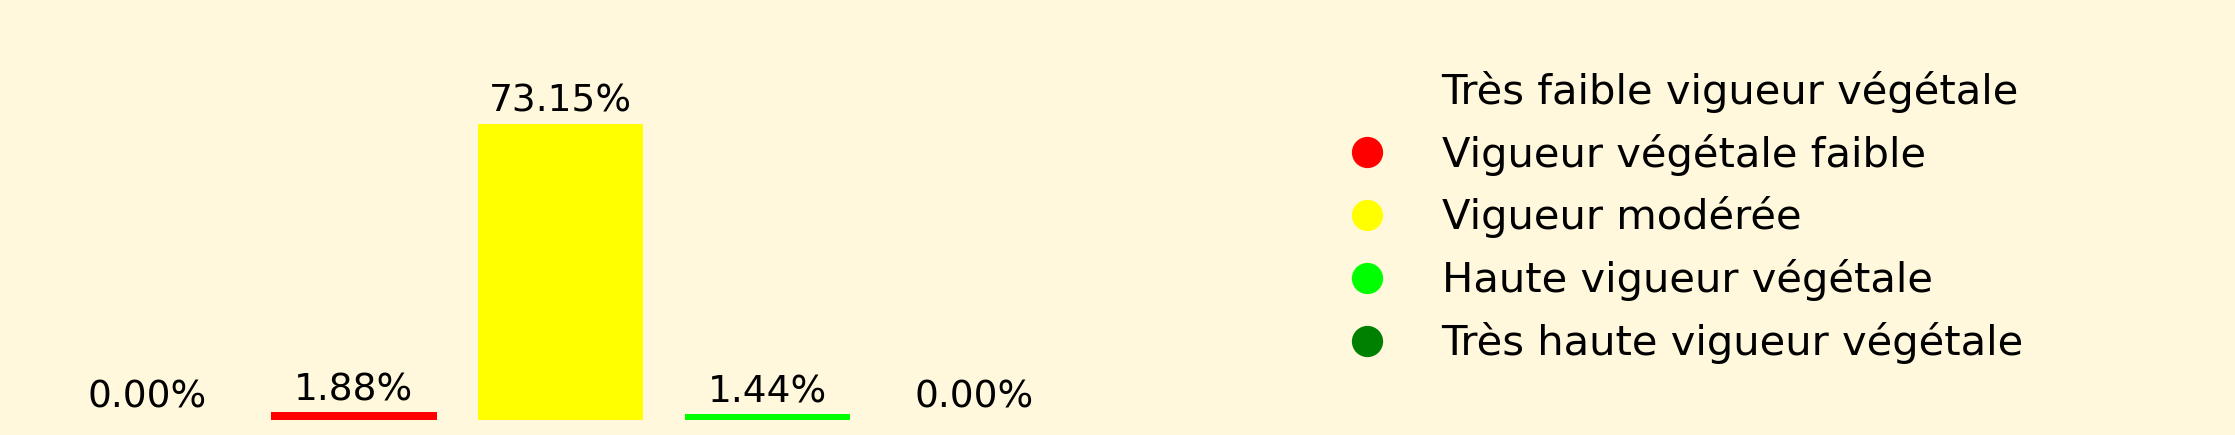 73.15%
1.88%
1.44%
0.00%
0.00%
Très faible vigueur végétale
Vigueur végétale faible
Vigueur modérée
Haute vigueur végétale
Très haute vigueur végétale